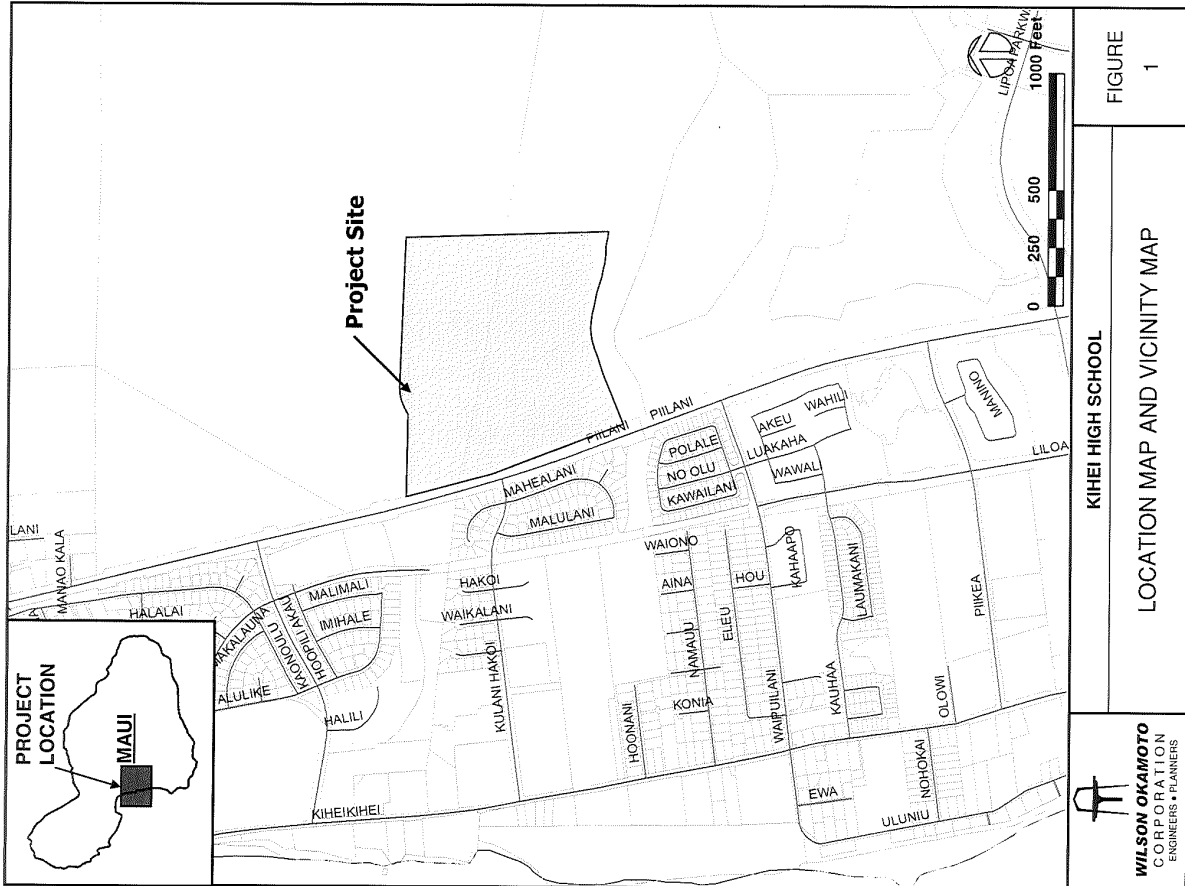 PROJECT
LOCATION
MAUI
LANI
MANAO KALA
HALALAI
MAKALAUNA
KAONOULU
HOOPILI AKAU
ALULIKE
MALIMALI
IMIHALE
HALILI
KIHEIKIHEI
Project Site
PIILANI
PIILANI
MAHEALANI
MALULANI
HAKOI
WAIKALANI
KULANI HAKOI
POLALE
NO OLU
KAWAILANI
AKEU
WAHILI
LUAKAHA
WAWAL
WAIONO
AINA
NAMAUU
KONIA
ELEU
HOU
KAHAAPO
HOONANI
WAIPUILANI
KAUHAA
LAUMAKANI
MANINO
LILOA
PIIKEA
OLOWI
EWA
NOHOKAI
ULUNIU
LIPOA PARKWA
0 250 500 1000 Feet
WILSON OKAMOTO
CORPORATION
ENGINEERS • PLANNERS
KIHEI HIGH SCHOOL
LOCATION MAP AND VICINITY MAP
FIGURE
1